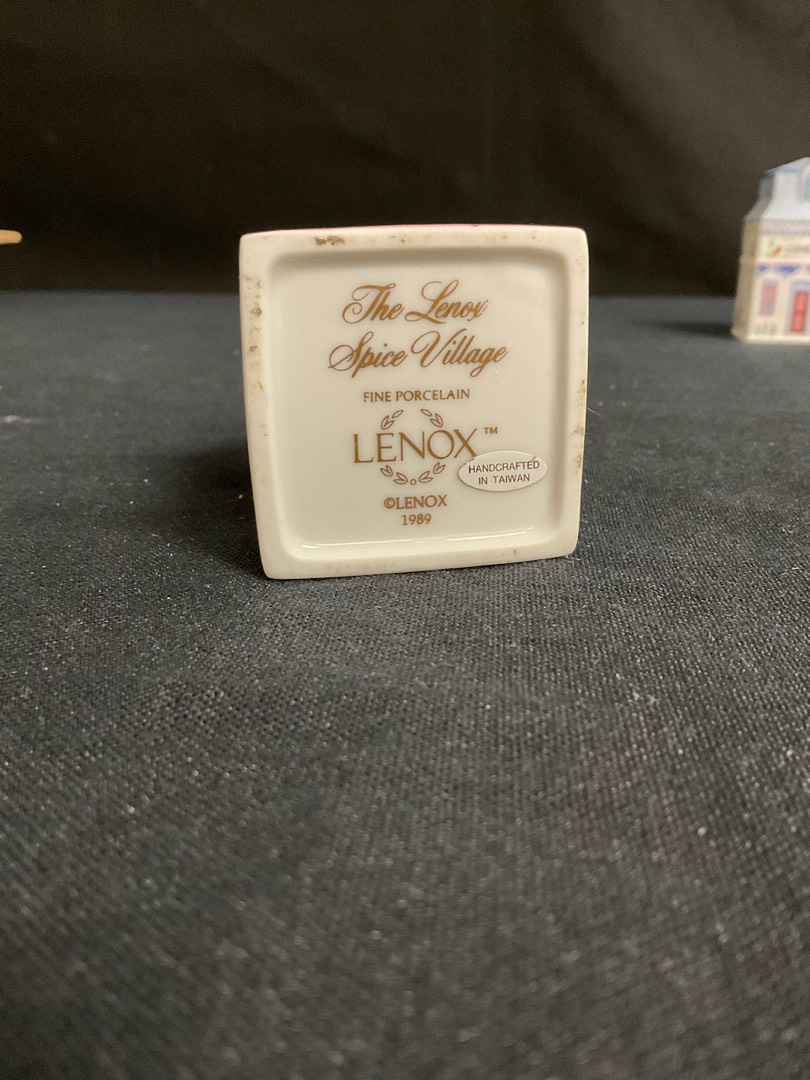 The Lenox
Spice Village
FINE PORCELAIN
LENOX™
HANDCRAFTED
IN TAIWAN
©LENOX
1989